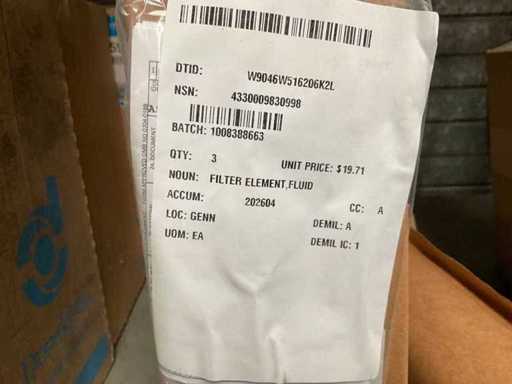 DTID: W9046W516206K2L
NSN: 4330009830998
BATCH: 1008388663
QTY: 3 UNIT PRICE: $19.71
NOUN: FILTER ELEMENT,FLUID
ACCUM: 202604 CC: A
LOC: GENN DEMIL: A
UOM: EA DEMIL IC: 1